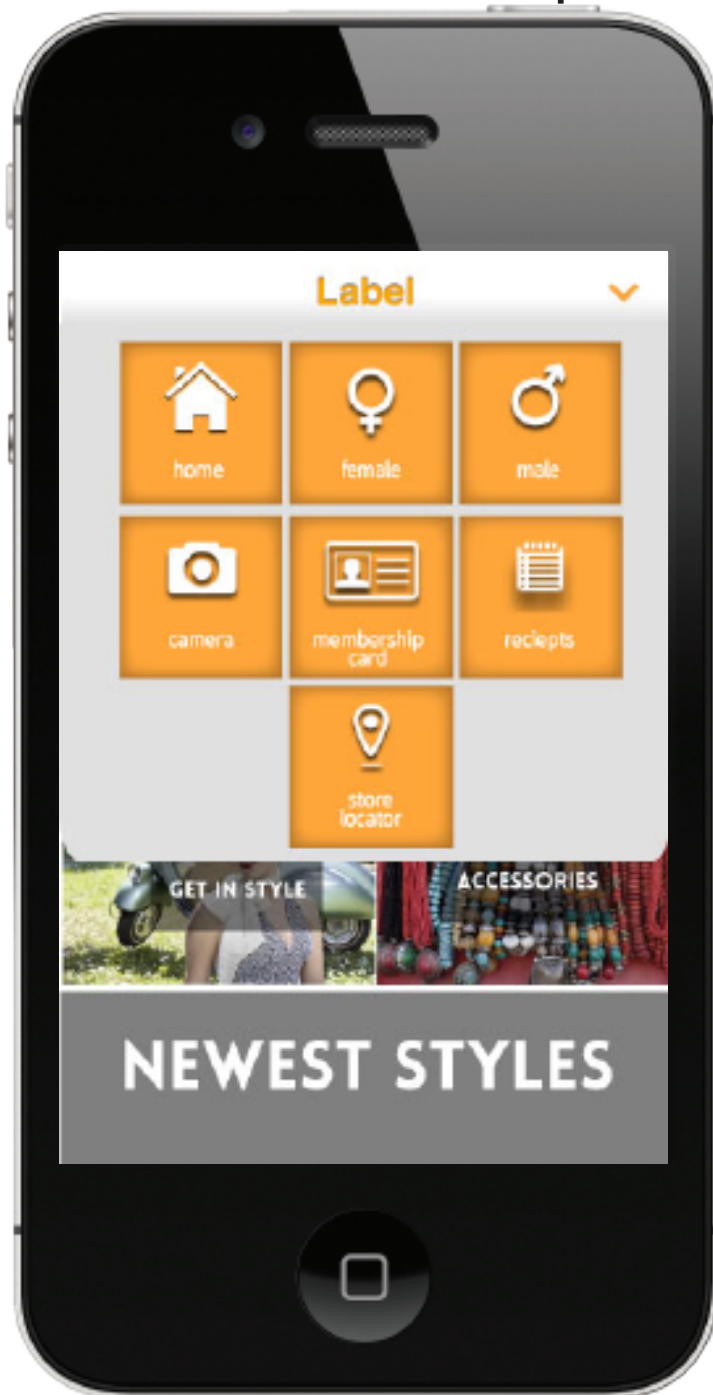 Label
home
female
male
camera
membership
card
reciepts
store
locator
GET IN STYLE
ACCESSORIES
NEWEST STYLES